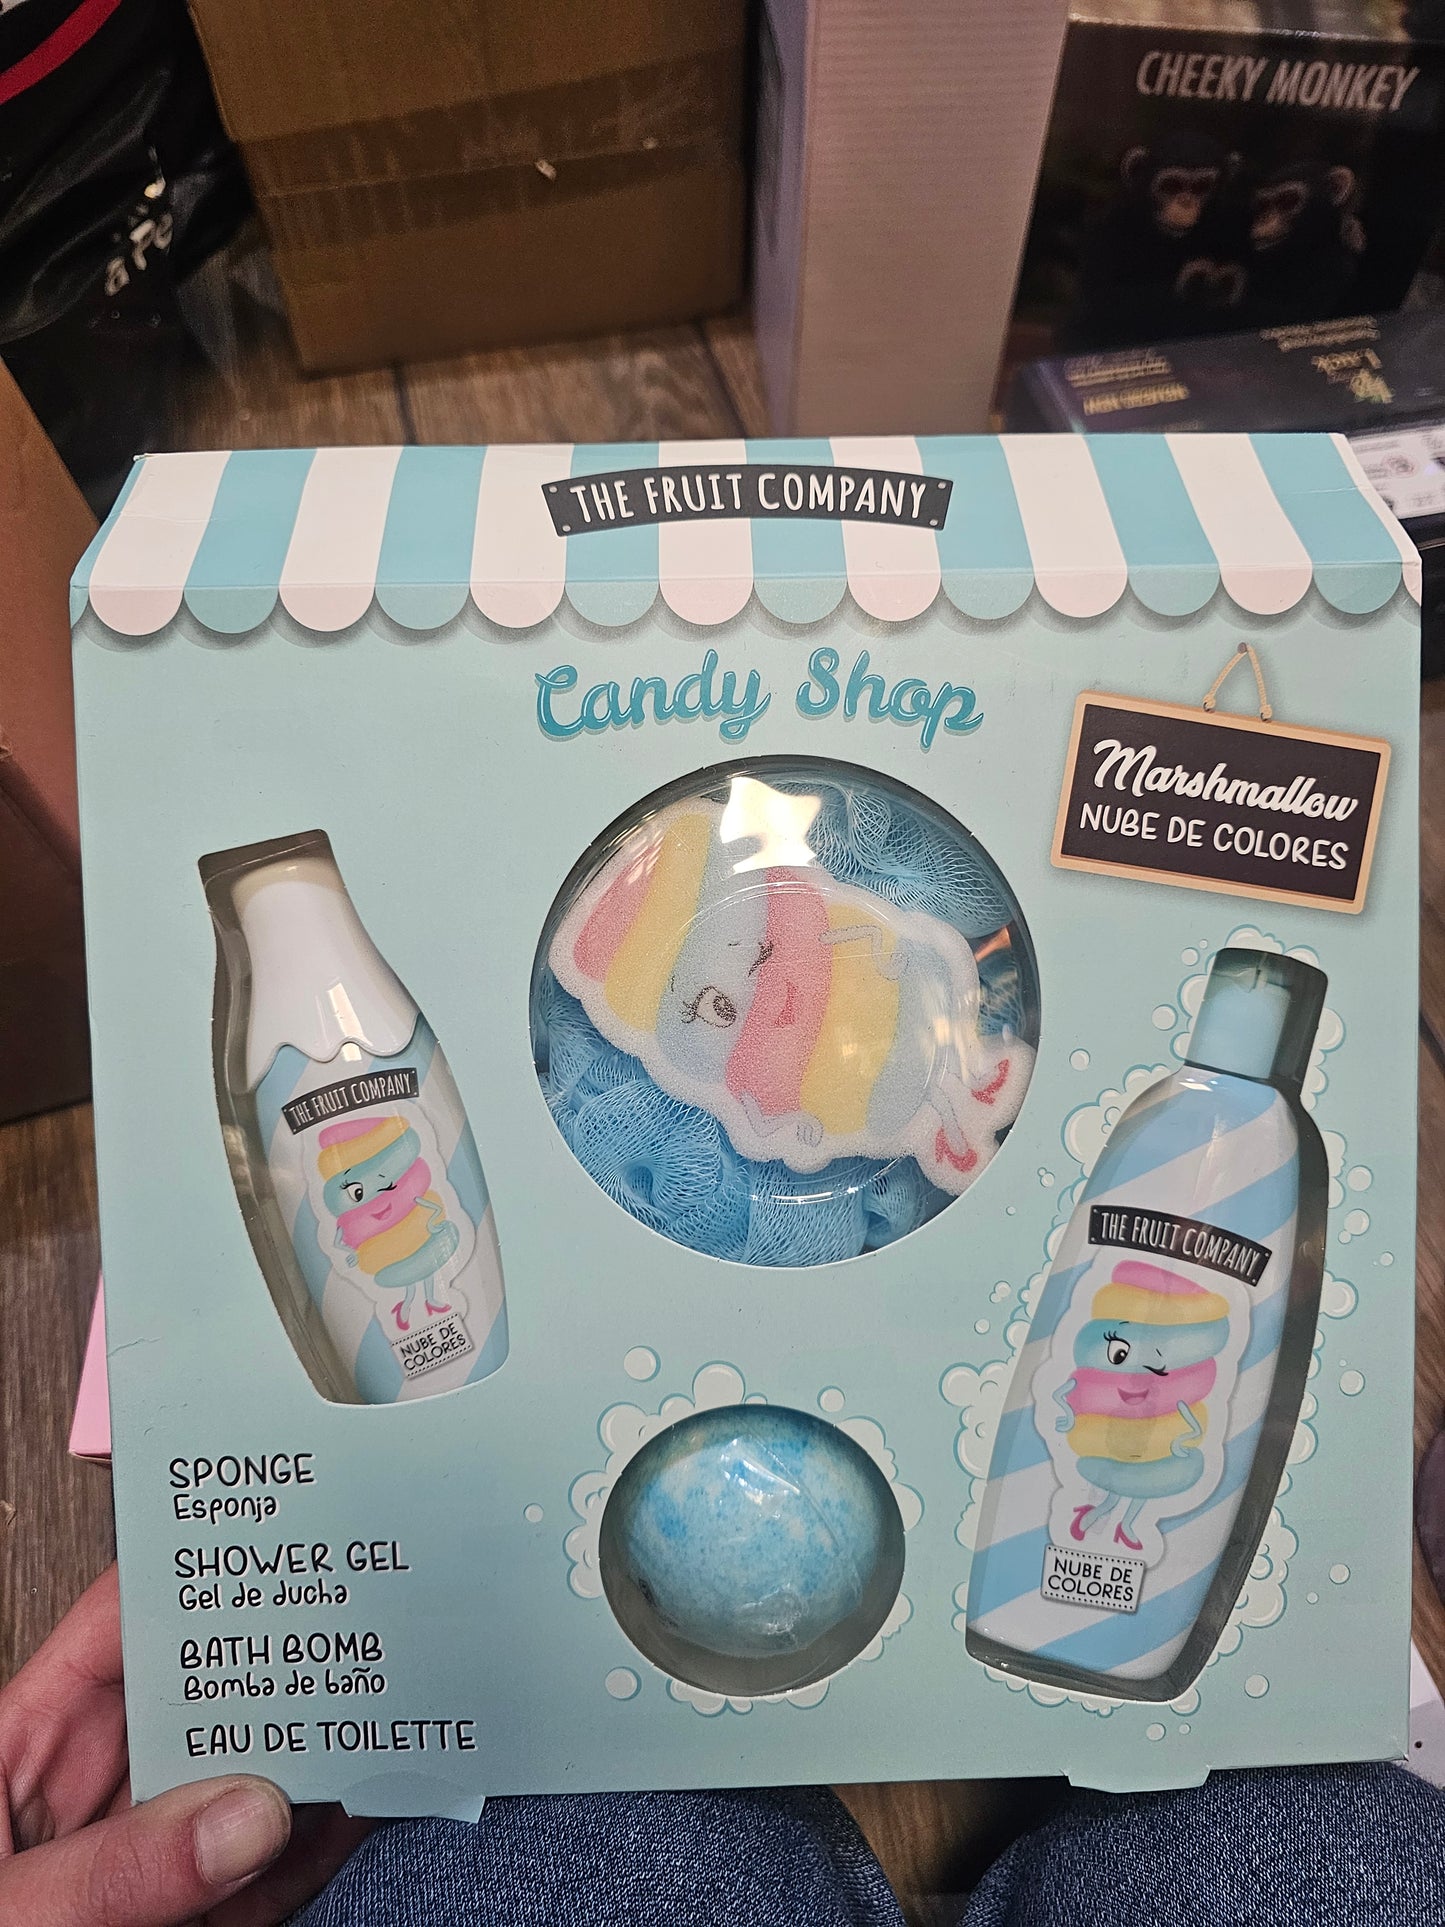 CHEEKY MONKEY
THE FRUIT COMPANY
Candy Shop
Marshmallow
NUBE DE COLORES
THE FRUIT COMPANY
NUBE DE
COLORES
THE FRUIT COMPANY
NUBE DE
COLORES
SPONGE
Esponja
SHOWER GEL
Gel de ducha
BATH BOMB
Bomba de baño
EAU DE TOILETTE